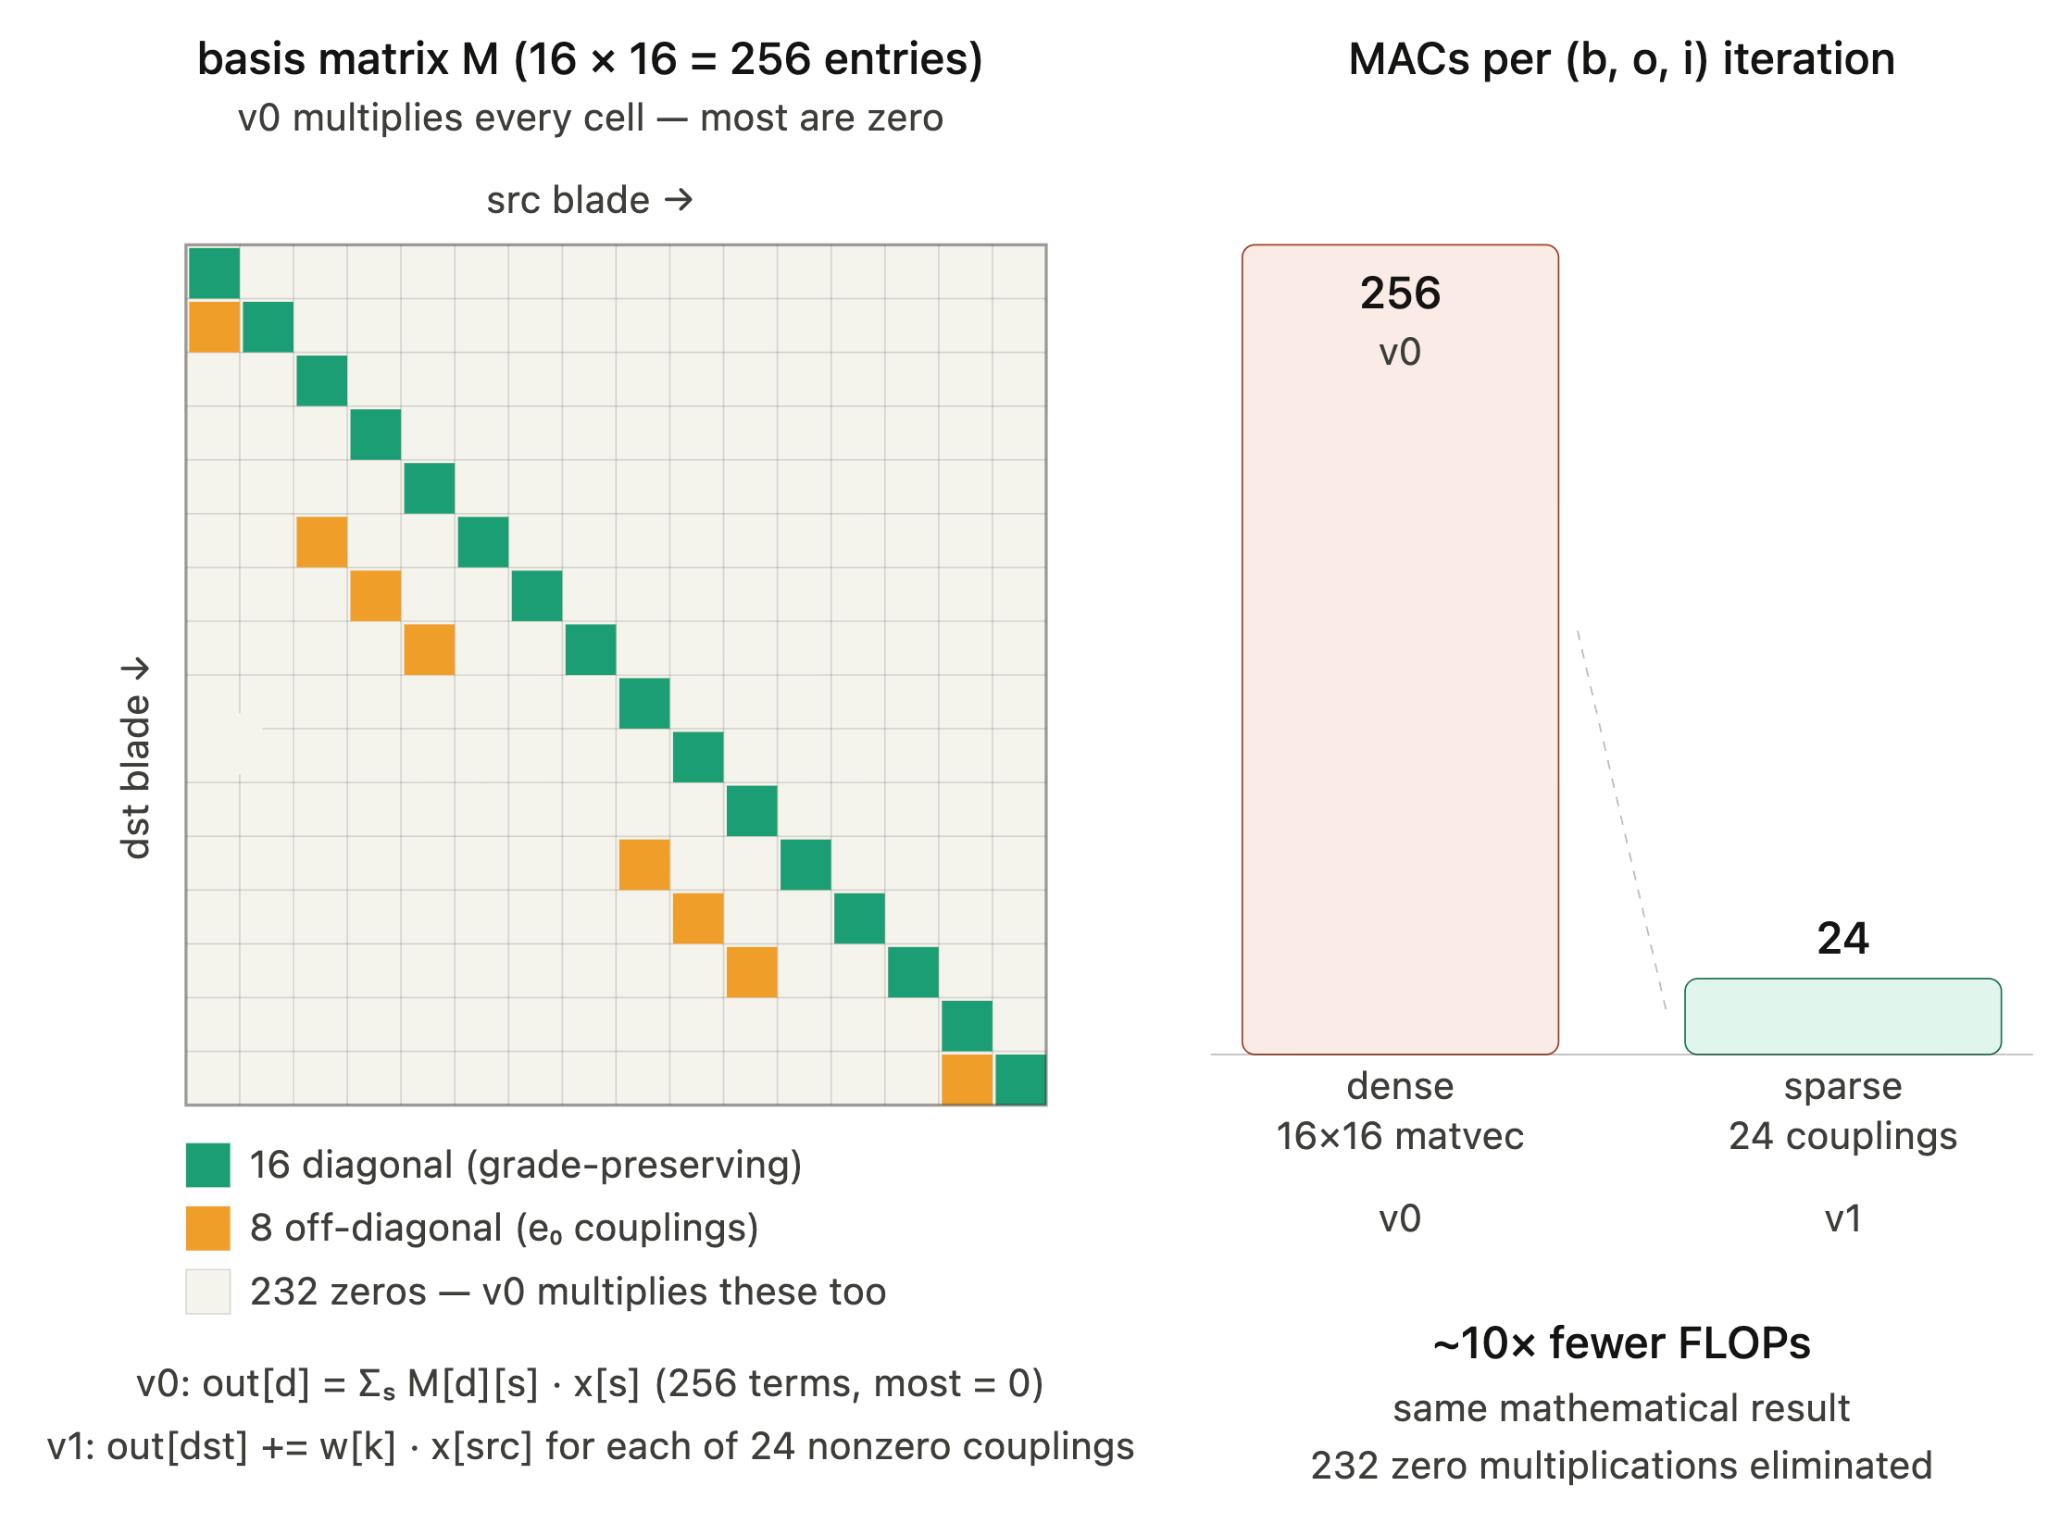 basis matrix M (16 × 16 = 256 entries)
v0 multiplies every cell — most are zero
src blade →
dst blade →
16 diagonal (grade-preserving)
8 off-diagonal (e₀ couplings)
232 zeros — v0 multiplies these too
v0: out[d] = Σₛ M[d][s] · x[s] (256 terms, most = 0)
v1: out[dst] += w[k] · x[src] for each of 24 nonzero couplings
MACs per (b, o, i) iteration
256
v0
24
dense
16×16 matvec
v0
sparse
24 couplings
v1
~10× fewer FLOPs
same mathematical result
232 zero multiplications eliminated